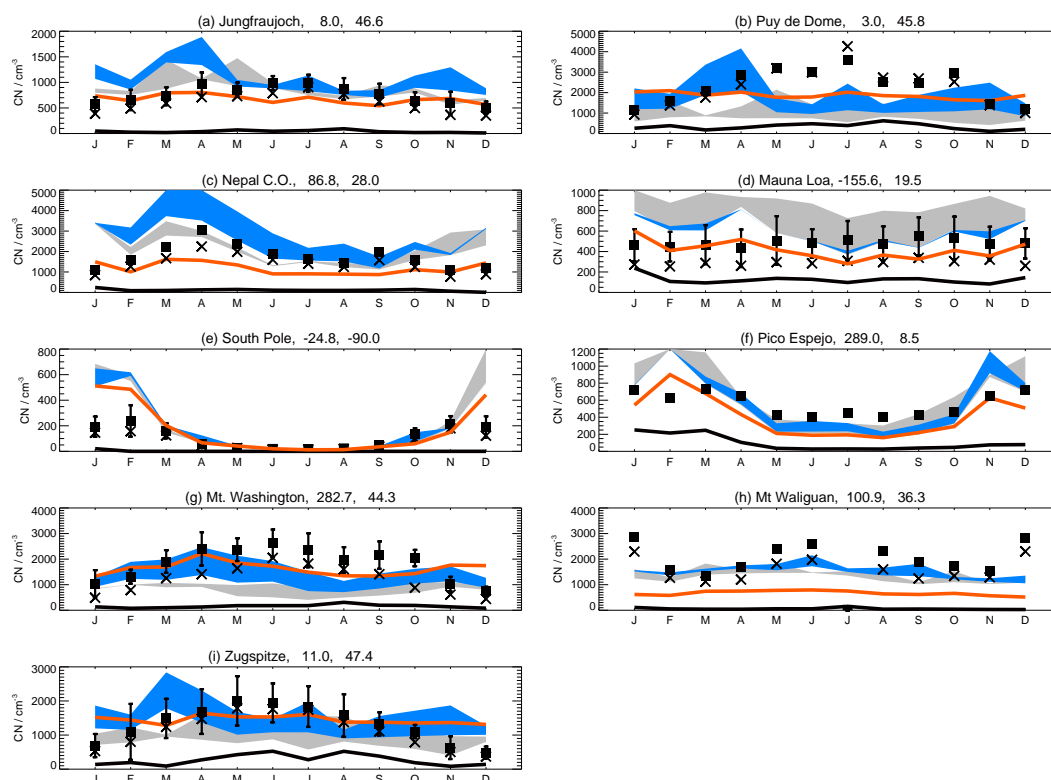 (a) Jungfraujoch, 8.0, 46.6
CN / cm⁻³
2000
1500
1000
500
0
J F M A M J J A S O N D
(b) Puy de Dome, 3.0, 45.8
CN / cm⁻³
5000
4000
3000
2000
1000
0
J F M A M J J A S O N D
(c) Nepal C.O., 86.8, 28.0
CN / cm⁻³
5000
4000
3000
2000
1000
0
J F M A M J J A S O N D
(d) Mauna Loa, -155.6, 19.5
CN / cm⁻³
1000
800
600
400
200
0
J F M A M J J A S O N D
(e) South Pole, -24.8, -90.0
CN / cm⁻³
800
600
400
200
0
J F M A M J J A S O N D
(f) Pico Espejo, 289.0, 8.5
CN / cm⁻³
1200
1000
800
600
400
200
0
J F M A M J J A S O N D
(g) Mt. Washington, 282.7, 44.3
CN / cm⁻³
4000
3000
2000
1000
0
J F M A M J J A S O N D
(h) Mt Waliguan, 100.9, 36.3
CN / cm⁻³
4000
3000
2000
1000
0
J F M A M J J A S O N D
(i) Zugspitze, 11.0, 47.4
CN / cm⁻³
3000
2000
1000
0
J F M A M J J A S O N D